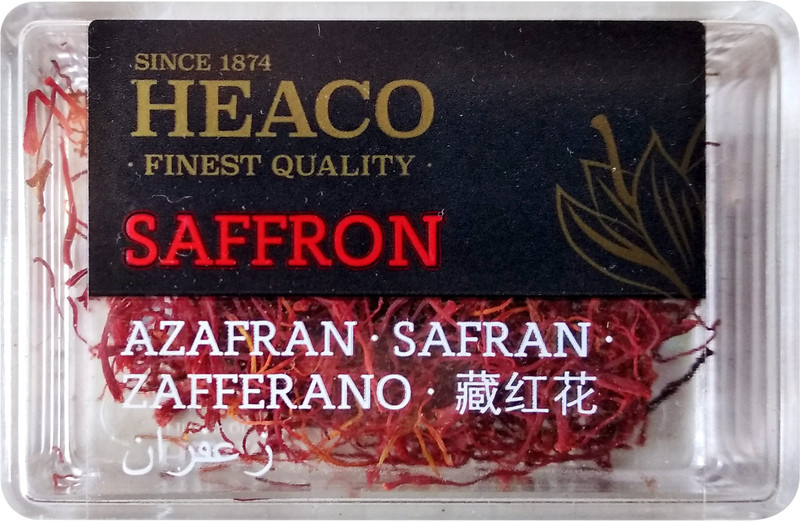 SINCE 1874
HEACO
· FINEST QUALITY ·
SAFFRON
AZAFRAN · SAFRAN ·
ZAFFERANO · 藏红花
زعفران